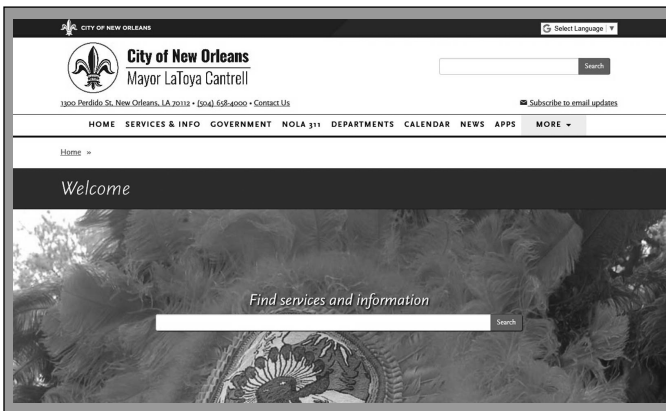 CITY OF NEW ORLEANS
G Select Language | ▼
City of New Orleans
Mayor LaToya Cantrell
Search
1300 Perdido St, New Orleans, LA 70112 • (504) 658-4000 • Contact Us
Subscribe to email updates
HOME SERVICES & INFO GOVERNMENT NOLA 311 DEPARTMENTS CALENDAR NEWS APPS MORE
Home »
Welcome
Find services and information
Search